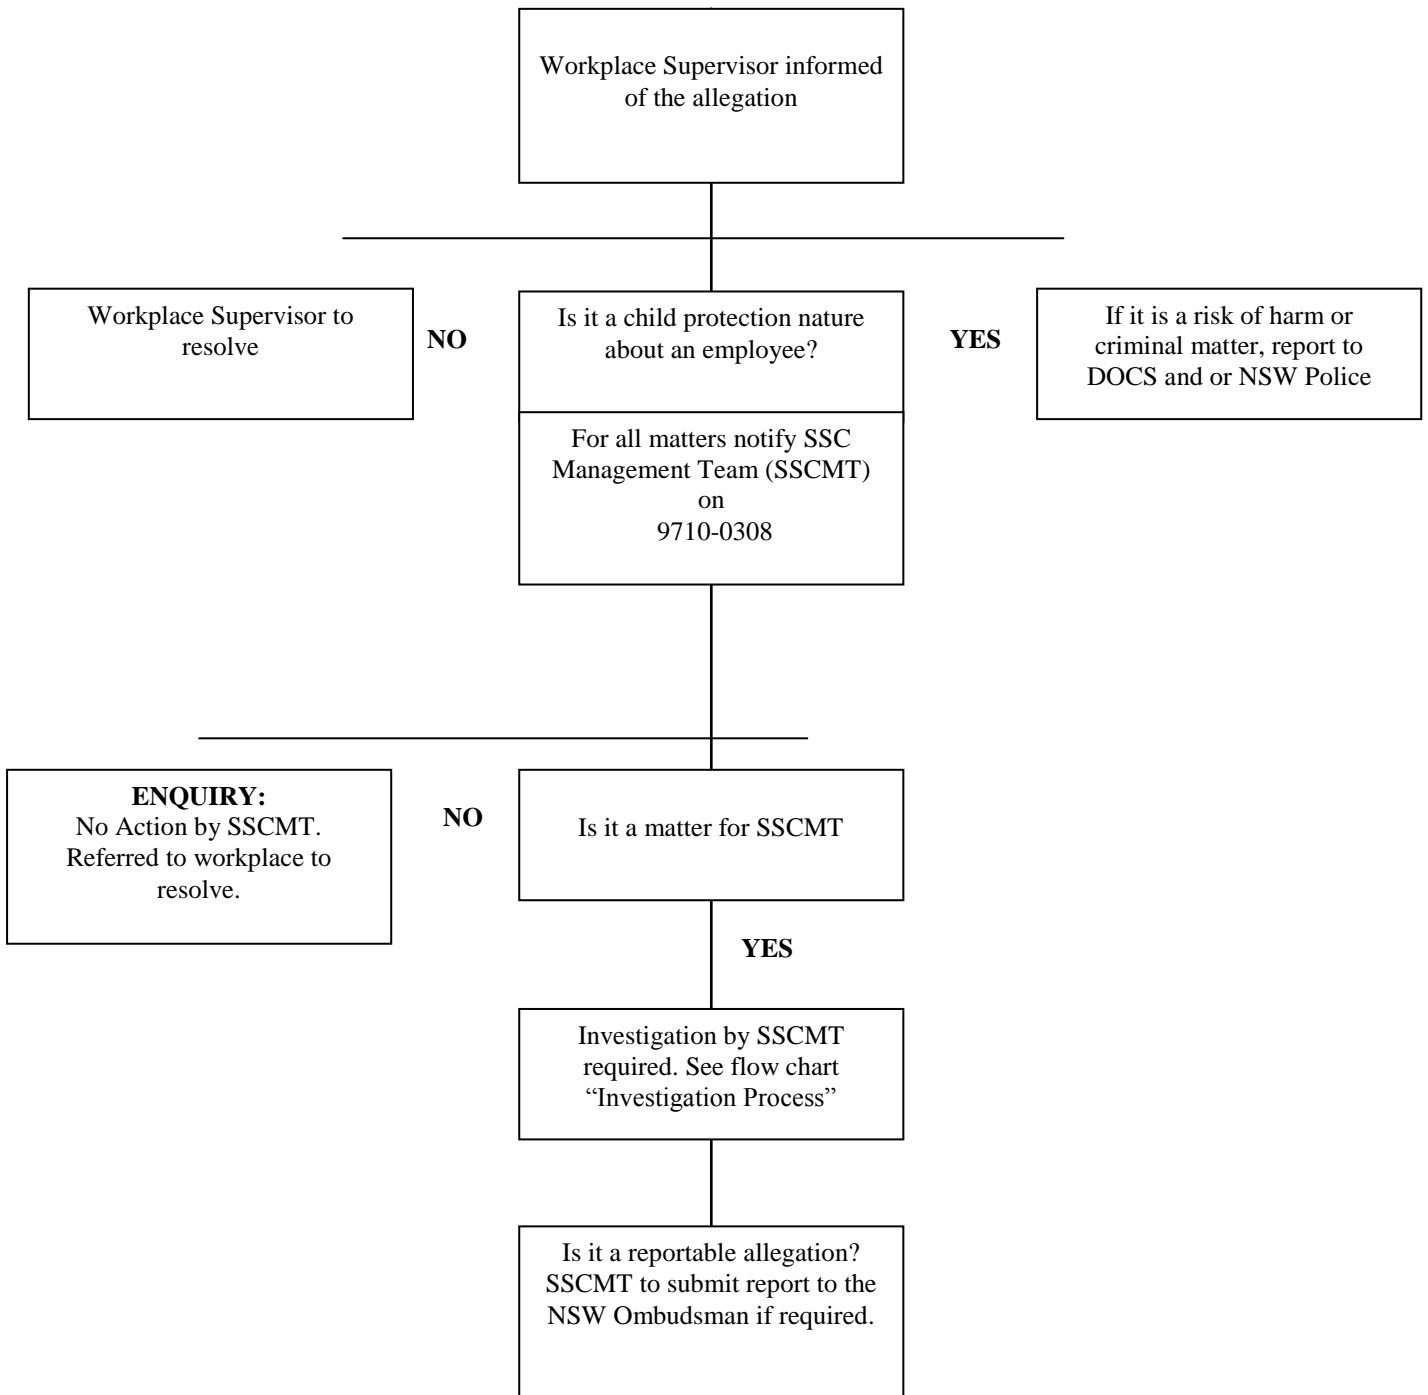 Workplace Supervisor informed
of the allegation
Workplace Supervisor to
resolve
NO
Is it a child protection nature
about an employee?
YES
If it is a risk of harm or
criminal matter, report to
DOCS and or NSW Police
For all matters notify SSC
Management Team (SSCMT)
on
9710-0308
ENQUIRY:
No Action by SSCMT.
Referred to workplace to
resolve.
NO
Is it a matter for SSCMT
YES
Investigation by SSCMT
required. See flow chart
“Investigation Process”
Is it a reportable allegation?
SSCMT to submit report to the
NSW Ombudsman if required.